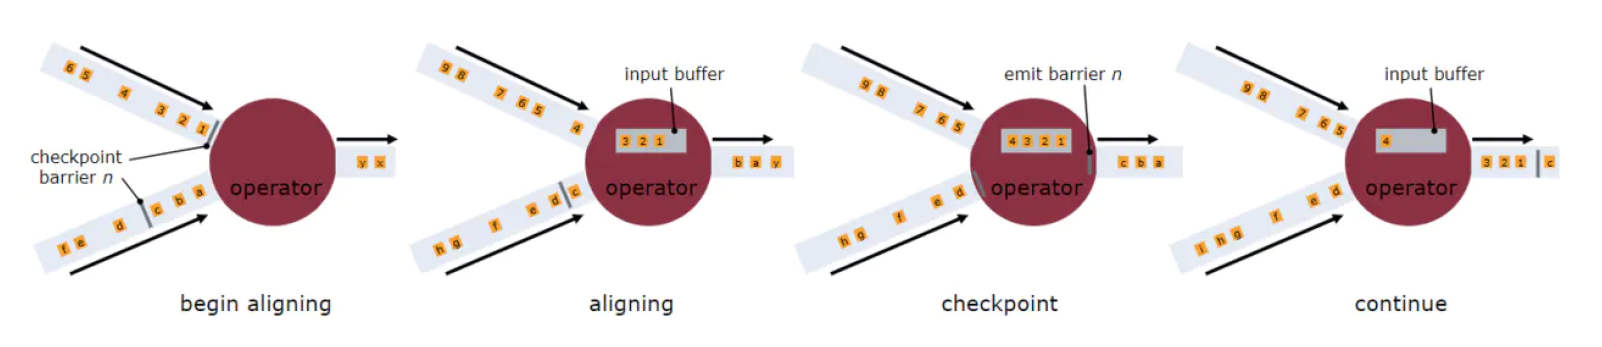 6 5 4 3 2 1
checkpoint
barrier n
f e d c b a
operator
y x
begin aligning
9 8 7 6 5 4
input buffer
3 2 1
operator
h g f e d c
b a y
aligning
9 8 7 6 5
emit barrier n
4 3 2 1
operator
h g f e d
c b a
checkpoint
9 8 7 6 5
input buffer
4
operator
i h g f e d
3 2 1 c
continue